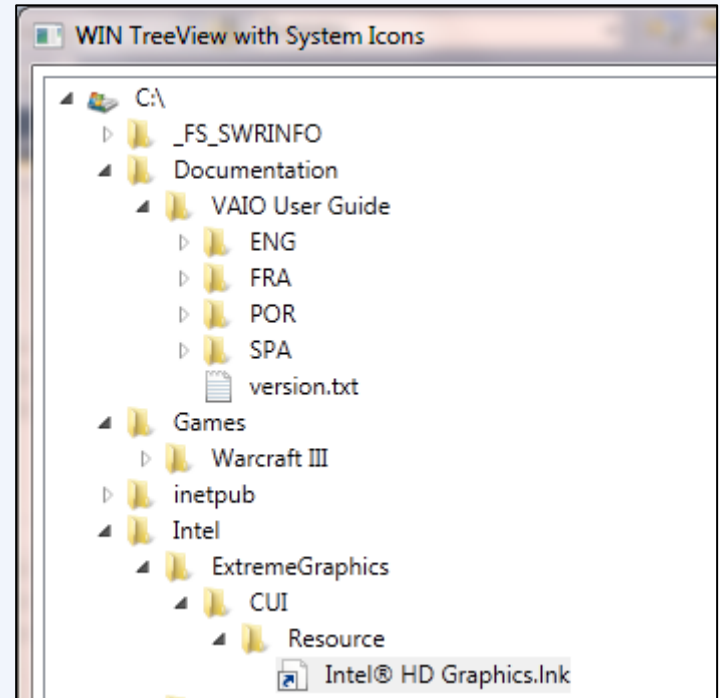 WIN TreeView with System Icons
C:\
_FS_SWRINFO
Documentation
VAIO User Guide
ENG
FRA
POR
SPA
version.txt
Games
Warcraft III
inetpub
Intel
ExtremeGraphics
CUI
Resource
Intel® HD Graphics.lnk